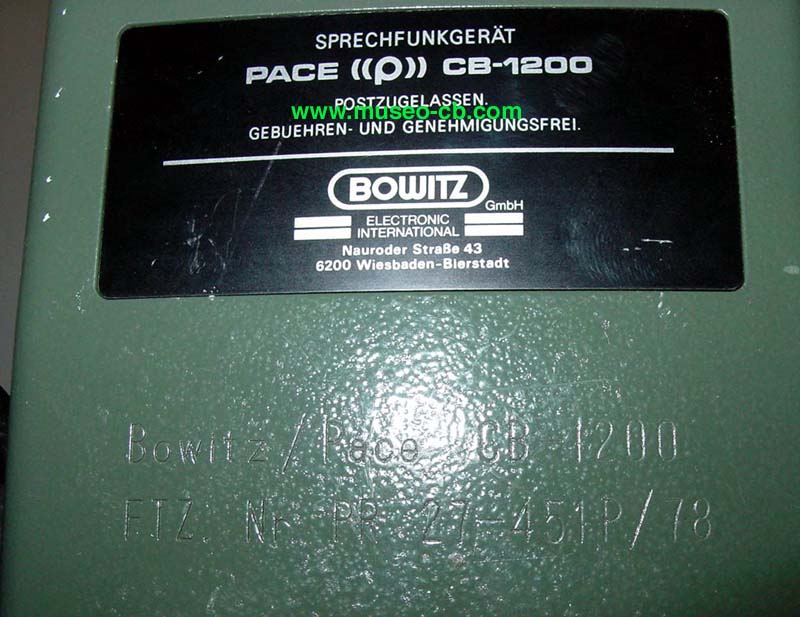 SPRECHFUNKGERÄT
PACE ((p)) CB-1200
POSTZUGELASSEN.
www.museo-cb.com
GEBUEHREN- UND GENEHMIGUNGSFREI.
BOWITZ GmbH
ELECTRONIC
INTERNATIONAL
Nauroder Straße 43
6200 Wiesbaden-Bierstadt
Bowitz/Pace CB-1200
FTZ. Nr. PR 27-451P/78